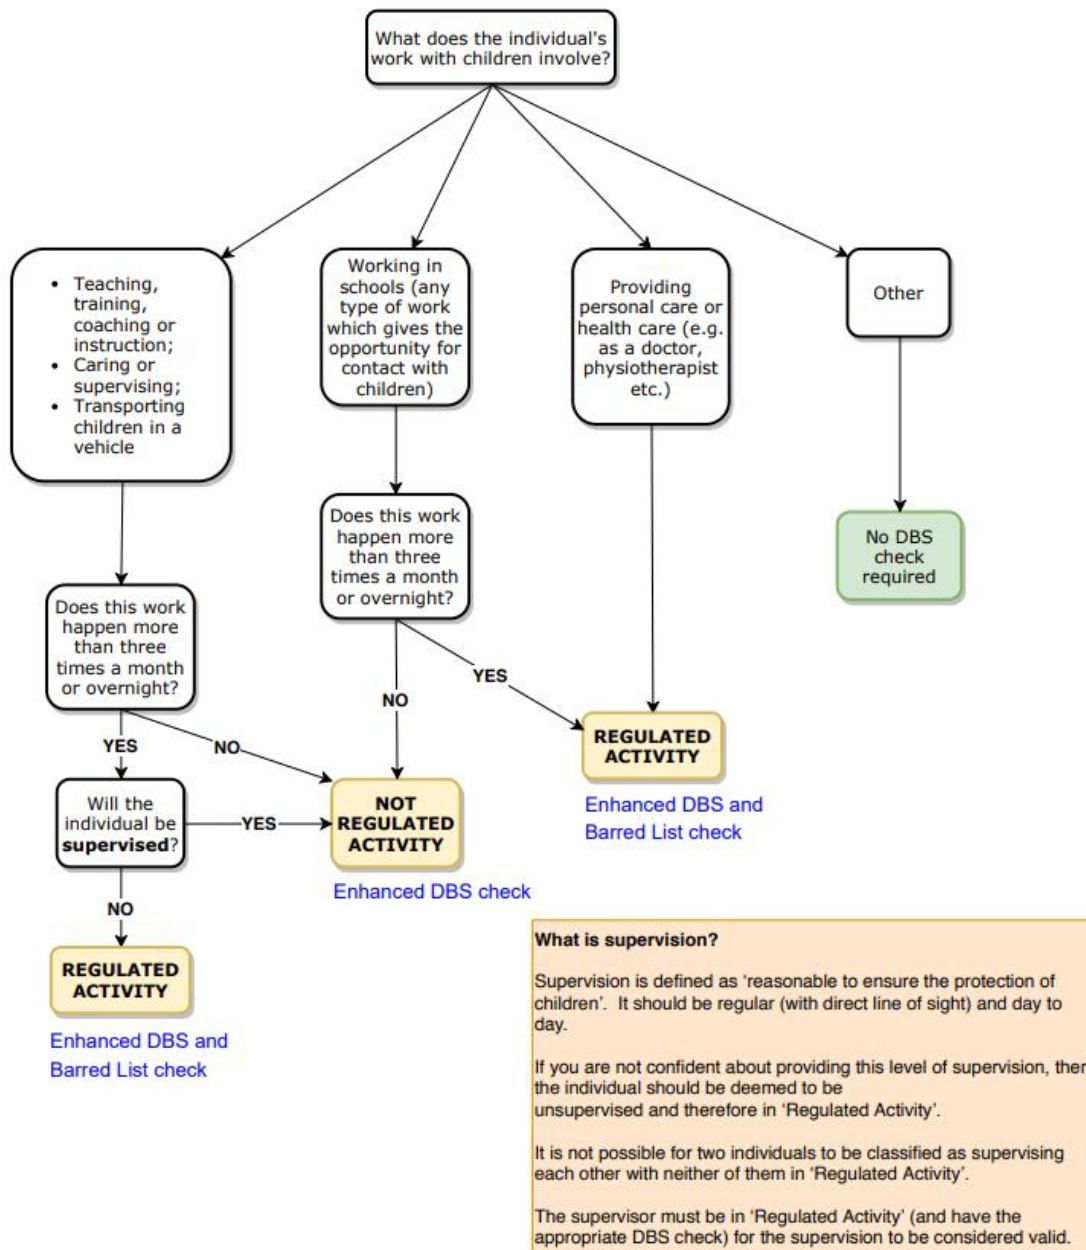 What does the individual's
work with children involve?
• Teaching,
training,
coaching or
instruction;
• Caring or
supervising;
• Transporting
children in a
vehicle
Working in
schools (any
type of work
which gives the
opportunity for
contact with
children)
Providing
personal care or
health care (e.g.
as a doctor,
physiotherapist
etc.)
Other
Does this work
happen more
than three
times a month
or overnight?
No DBS
check
required
Does this work
happen more
than three
times a month
or overnight?
YES
NO
YES
NO
REGULATED
ACTIVITY
Enhanced DBS and
Barred List check
Will the
individual be
supervised?
YES
NOT
REGULATED
ACTIVITY
Enhanced DBS check
NO
REGULATED
ACTIVITY
Enhanced DBS and
Barred List check
What is supervision?
Supervision is defined as ‘reasonable to ensure the protection of
children’. It should be regular (with direct line of sight) and day to
day.
If you are not confident about providing this level of supervision, then
the individual should be deemed to be
unsupervised and therefore in ‘Regulated Activity’.
It is not possible for two individuals to be classified as supervising
each other with neither of them in ‘Regulated Activity’.
The supervisor must be in ‘Regulated Activity’ (and have the
appropriate DBS check) for the supervision to be considered valid.